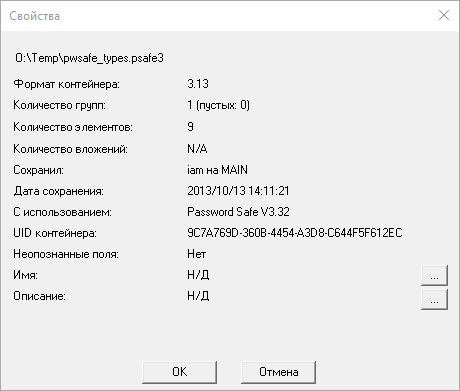 Свойства
O:\Temp\pwsafe_types.psafe3
Формат контейнера: 3.13
Количество групп: 1 (пустых: 0)
Количество элементов: 9
Количество вложений: N/A
Сохранил: iam на MAIN
Дата сохранения: 2013/10/13 14:11:21
С использованием: Password Safe V3.32
UID контейнера: 9C7A769D-360B-4454-A3D8-C644F5F612EC
Неопознанные поля: Нет
Имя: Н/Д ...
Описание: Н/Д ...
OK Отмена